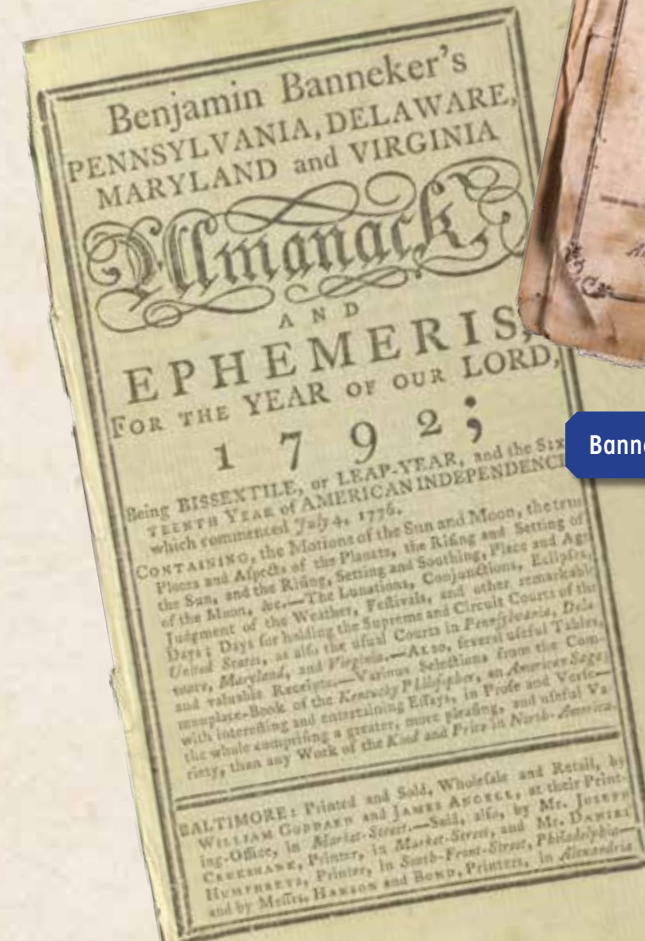 Benjamin Banneker's
PENNSYLVANIA, DELAWARE,
MARYLAND and VIRGINIA
Almanack,
AND
EPHEMERIS,
FOR THE YEAR OF OUR LORD,
1792;
Being BISSEXTILE, or LEAP-YEAR, and the SIX
TEENTH YEAR of AMERICAN INDEPENDENCE
which commenced July 4, 1776.
CONTAINING, the Motions of the Sun and Moon, the true
Places and Aſpects of the Planets, the Riſing and Setting of
the Sun, and the Riſing, Setting and Southing, Place and Age
of the Moon, &c.—The Lunations, Conjunctions, Eclipſes,
Judgment of the Weather, Feſtivals, and other remarkable
Days; Days for holding the Supreme and Circuit Courts of the
United States, as alſo the uſual Courts in Pennſylvania, Dela
ware, Maryland, and Virginia.—ALSO, ſeveral uſeful Tables,
and valuable Receipts.—Various Selections from the Com-
monplace-Book of the Kentucky Philoſopher, an American Sage;
with intereſting and entertaining Eſſays, in Proſe and Verſe—
the whole compriſing a greater, more pleaſing, and uſeful Va-
riety, than any Work of the Kind and Price in North-America.
BALTIMORE: Printed and Sold, Wholeſale and Retail, by
WILLIAM GODDARD and JAMES ANGELL, at their Print-
ing-Office, in Market-Street.—Sold, alſo, by Mr. JOSEPH
CRUKSHANK, Printer, in Market-Street, and Mr. DANIEL
HUMPHREYS, Printer, in South-Front-Street, Philadelphia—
and by Meſſrs. HANSON and BOND, Printers, in Alexandria
Banne